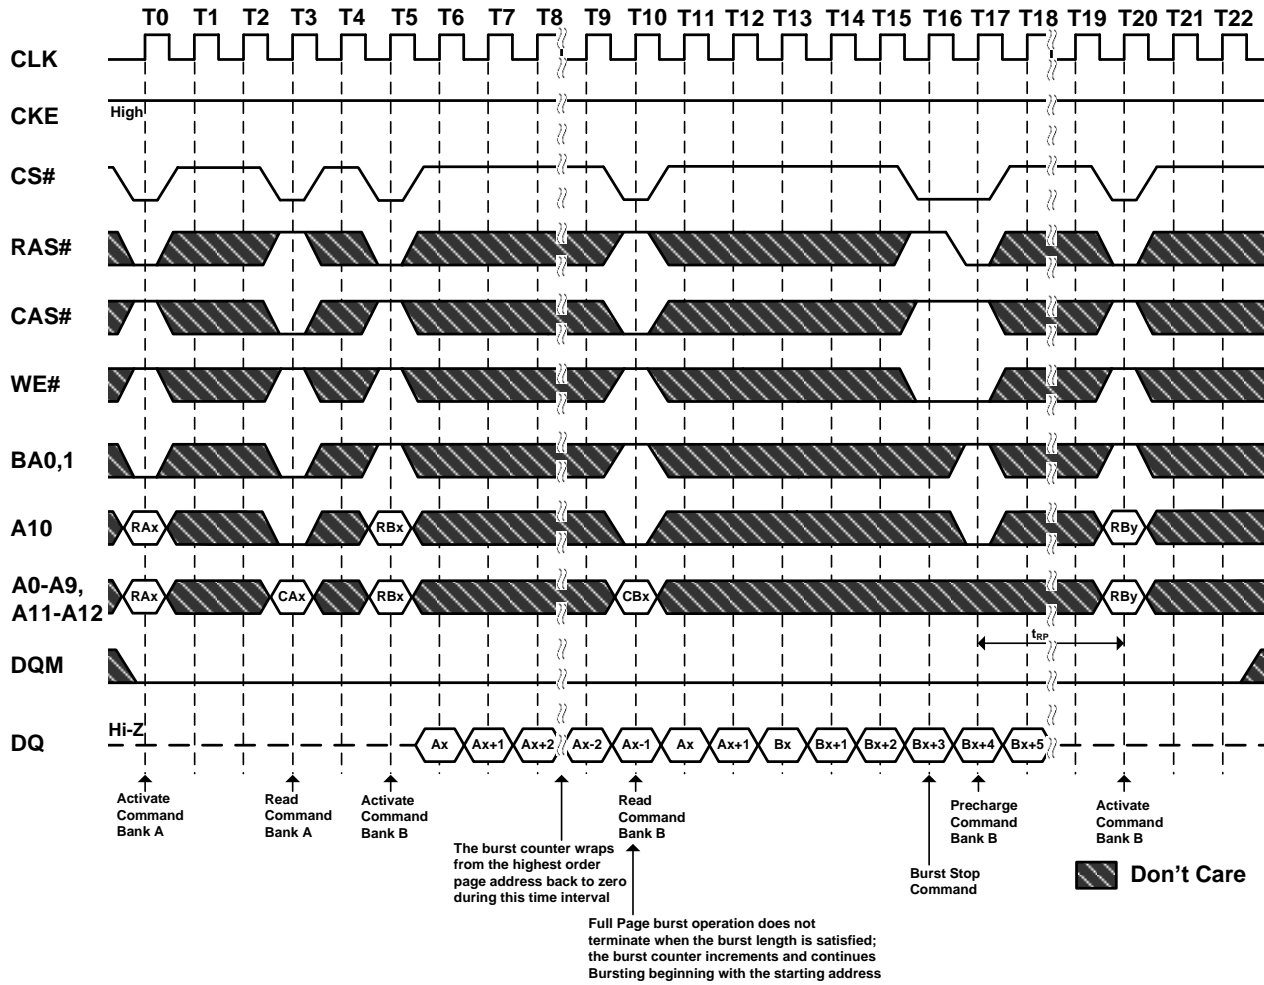 T0 T1 T2 T3 T4 T5 T6 T7 T8 T9 T10 T11 T12 T13 T14 T15 T16 T17 T18 T19 T20 T21 T22
CLK
CKE
High
CS#
RAS#
CAS#
WE#
BA0,1
A10
RAx RBx RBy
A0-A9,
A11-A12
RAx CAx RBx CBx RBy
tRP
DQM
Hi-Z
DQ
Ax Ax+1 Ax+2 Ax-2 Ax-1 Ax Ax+1 Bx Bx+1 Bx+2 Bx+3 Bx+4 Bx+5
Activate
Command
Bank A
Read
Command
Bank A
Activate
Command
Bank B
The burst counter wraps
from the highest order
page address back to zero
during this time interval
Read
Command
Bank B
Full Page burst operation does not
terminate when the burst length is satisfied;
the burst counter increments and continues
Bursting beginning with the starting address
Burst Stop
Command
Precharge
Command
Bank B
Activate
Command
Bank B
Don't Care